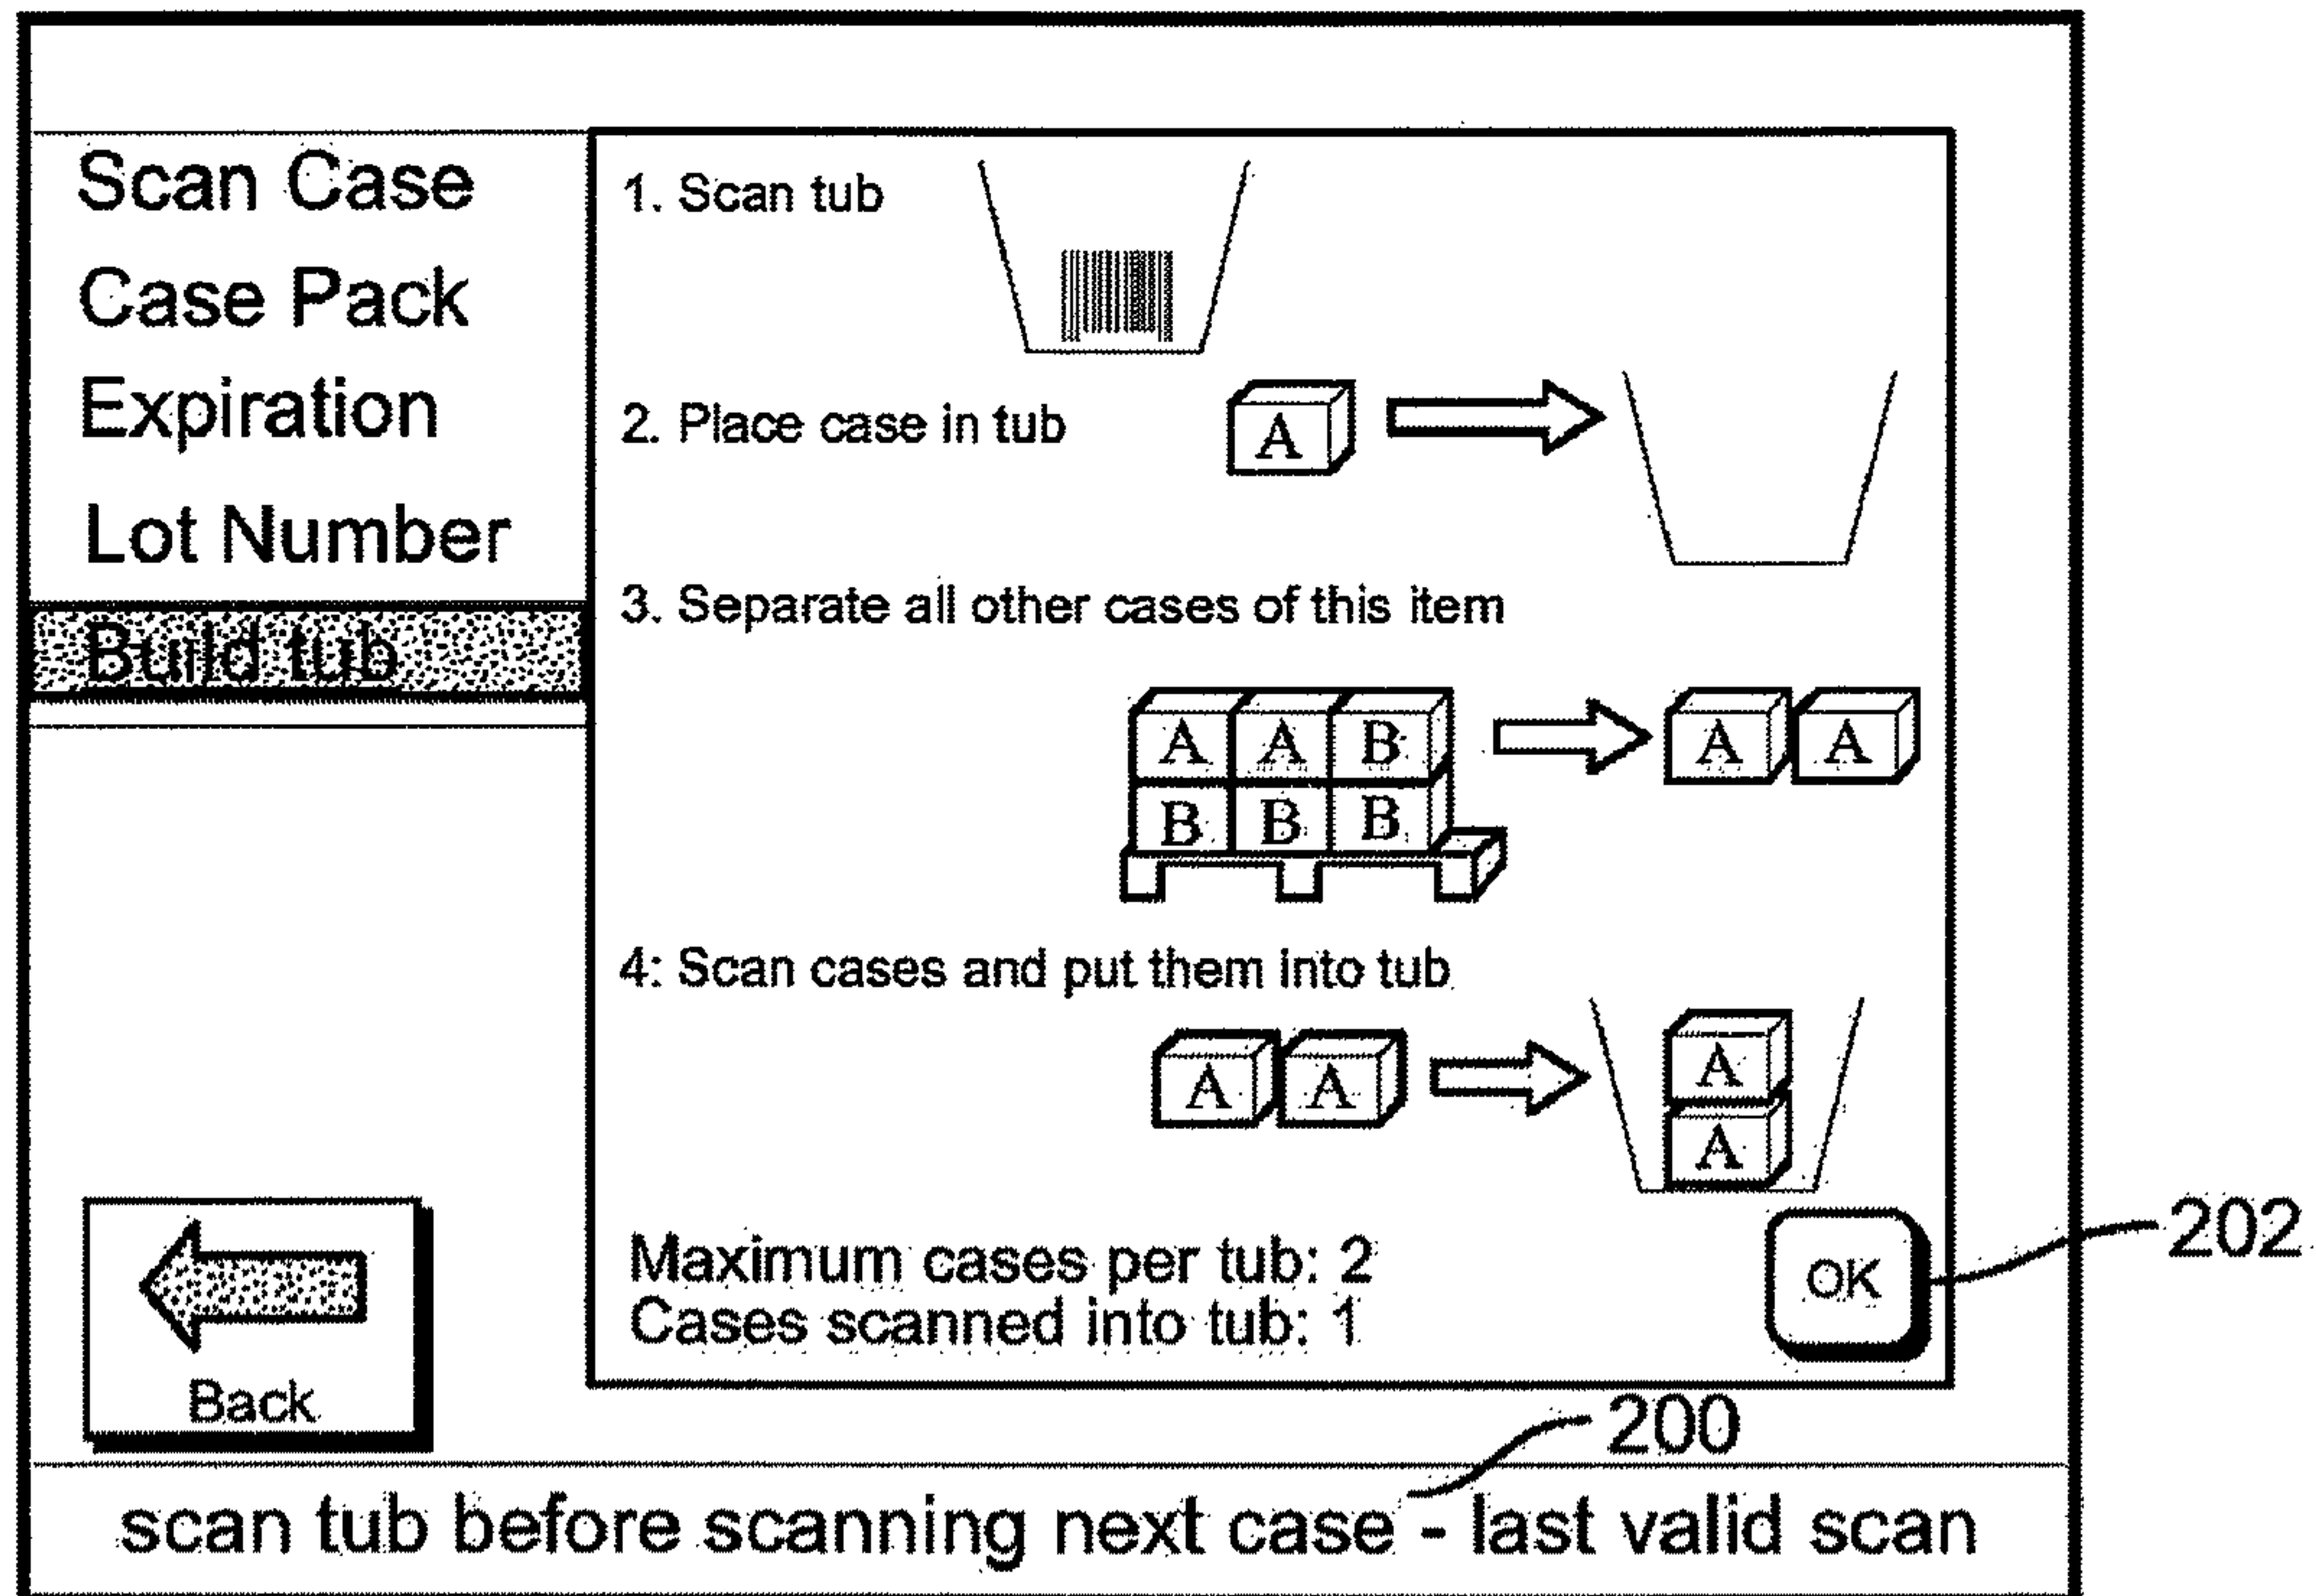 Scan Case
Case Pack
Expiration
Lot Number
Build tub
1. Scan tub
2. Place case in tub
A
3. Separate all other cases of this item
A A B
B B B
A A
4: Scan cases and put them into tub
A A
A
A
Maximum cases per tub: 2
Cases scanned into tub: 1
OK
202
Back
200
scan tub before scanning next case - last valid scan